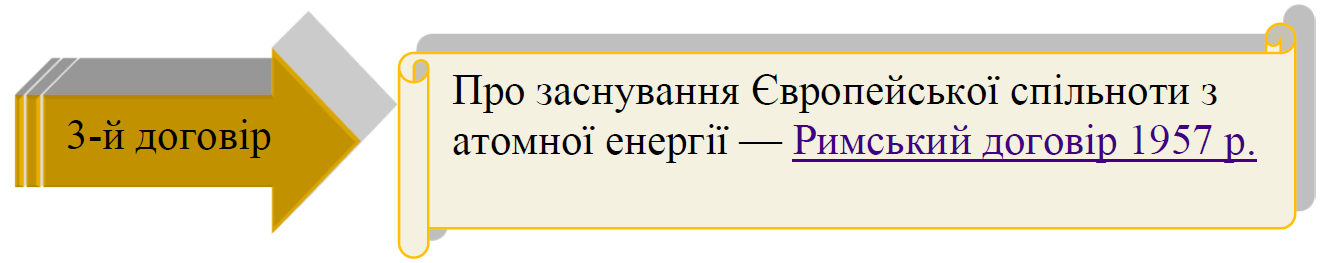 3-й договір
Про заснування Європейської спільноти з
атомної енергії — Римський договір 1957 р.